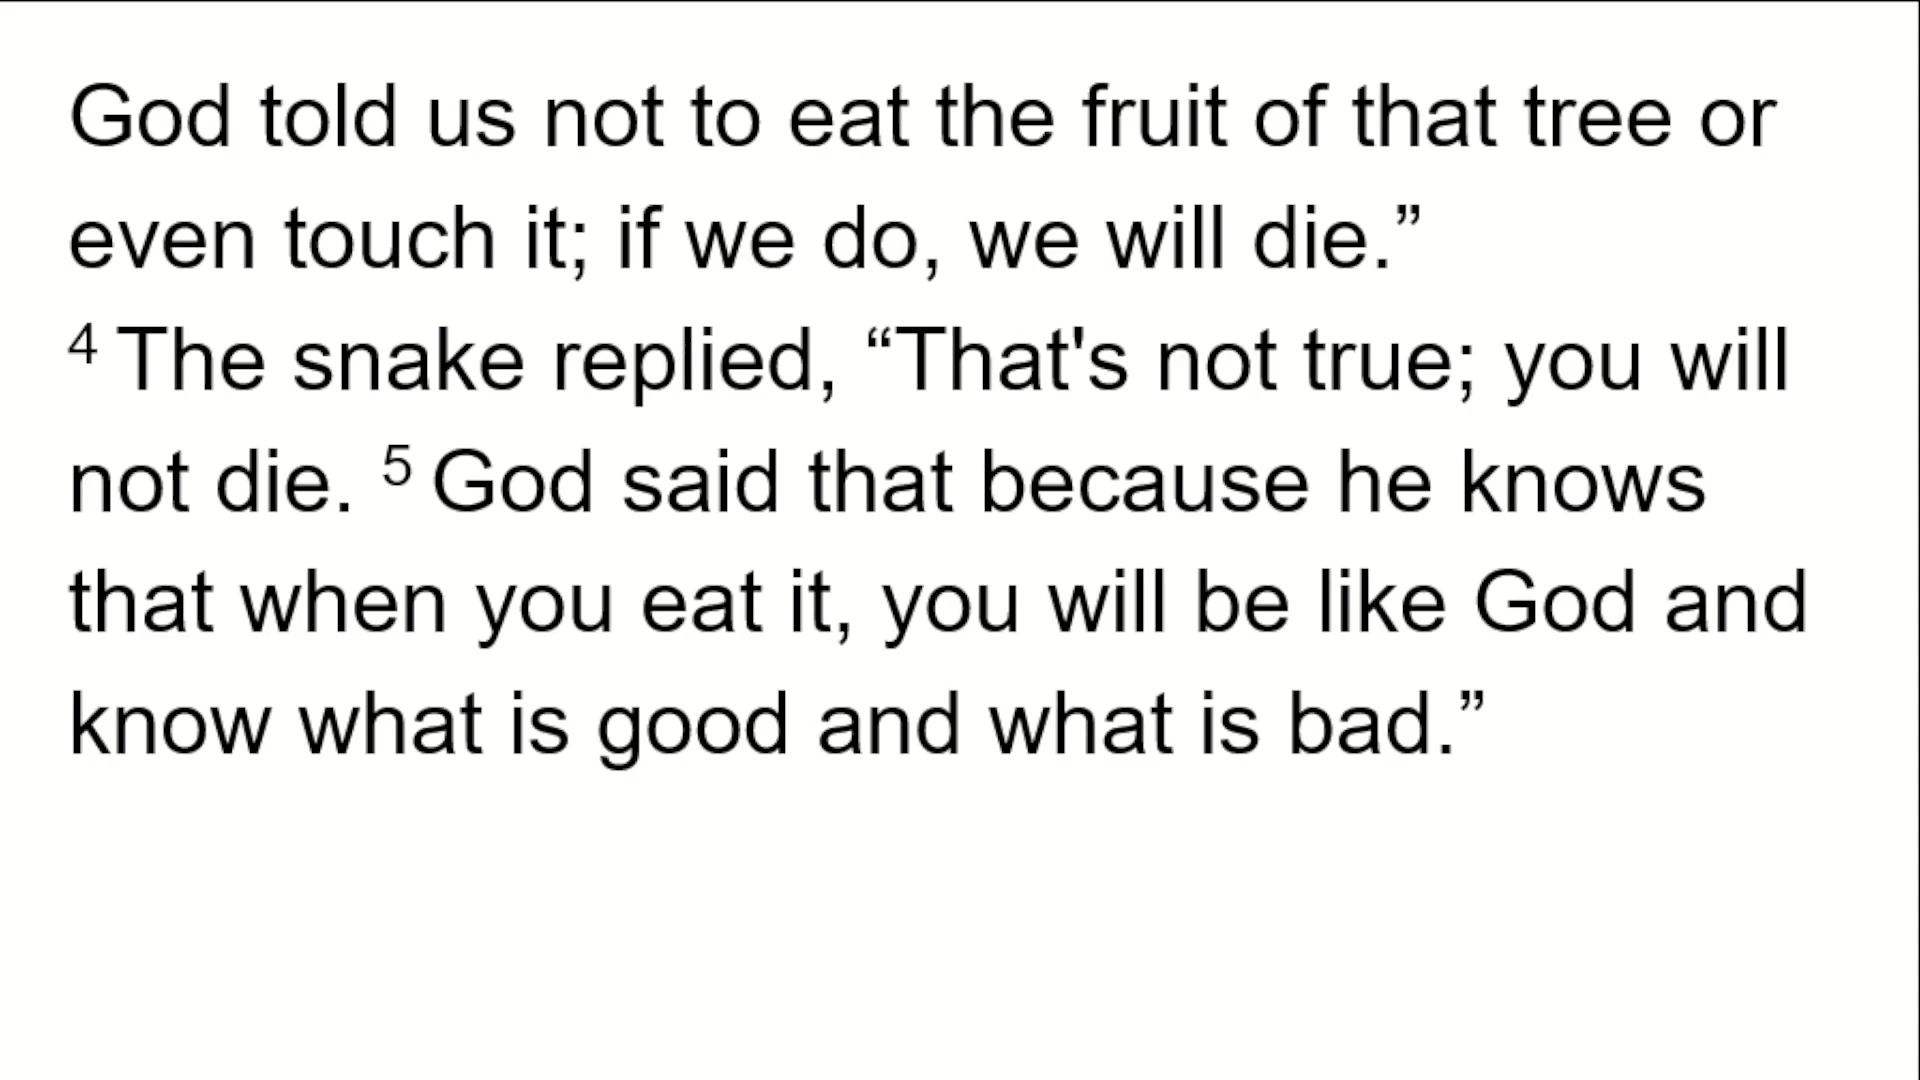 God told us not to eat the fruit of that tree or
even touch it; if we do, we will die.”
4 The snake replied, “That's not true; you will
not die. 5 God said that because he knows
that when you eat it, you will be like God and
know what is good and what is bad.”